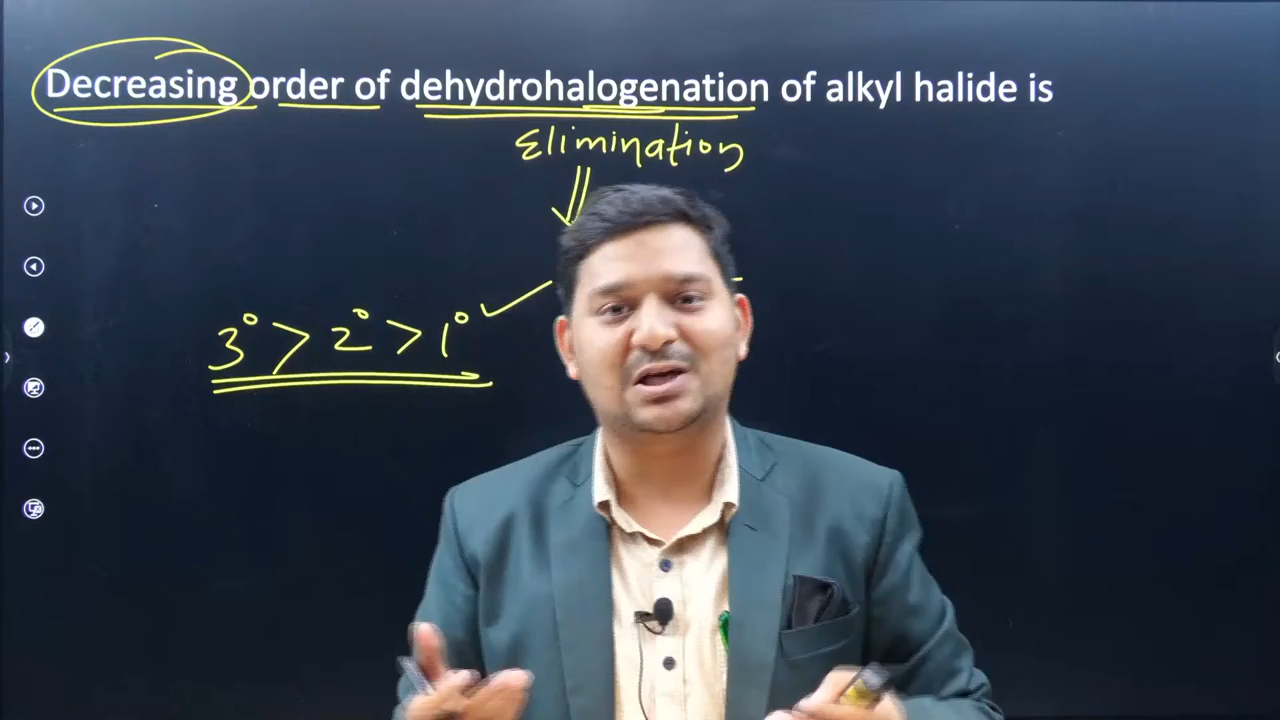 Decreasing order of dehydrohalogenation of alkyl halide is
Elimination
3° > 2° > 1°